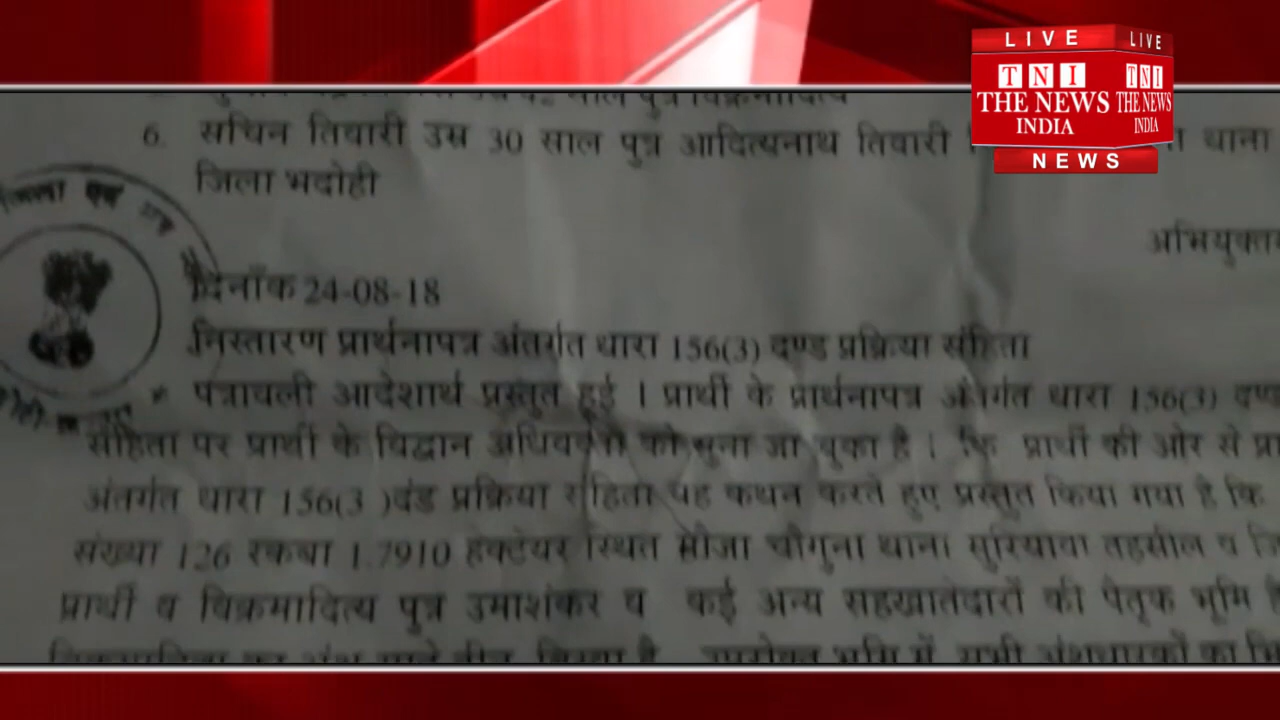 LIVE
LIVE
TNI
TNI
THE NEWS
INDIA
THE NEWS
INDIA
NEWS
6. सचिन तिवारी उम्र 30 साल पुत्र आदित्यनाथ तिवारी थाना
जिला भदोही
जिला एवं
दिनाँक 24-08-18
निस्तारण प्रार्थनापत्र अंतर्गत धारा 156(3) दण्ड प्रक्रिया संहिता
पत्रावली आदेशार्थ प्रस्तुत हुई । प्रार्थी के प्रार्थनापत्र अंतर्गत धारा 156(3)
संहिता पर प्रार्थी के विद्वान अधिवक्ता को सुना जा चुका है । कि प्रार्थी की ओर से
अंतर्गत धारा 156(3 )दंड प्रक्रिया संहिता यह कथन करते हुए प्रस्तुत किया गया है कि
संख्या 126 रकबा 1.7910 हेक्टेयर स्थित मौजा चौगुना थाना सुरियावा तहसील व
प्रार्थी व विक्रमादित्य पुत्र उमाशंकर व कई अन्य सहखातेदारों की पैतृक भूमि